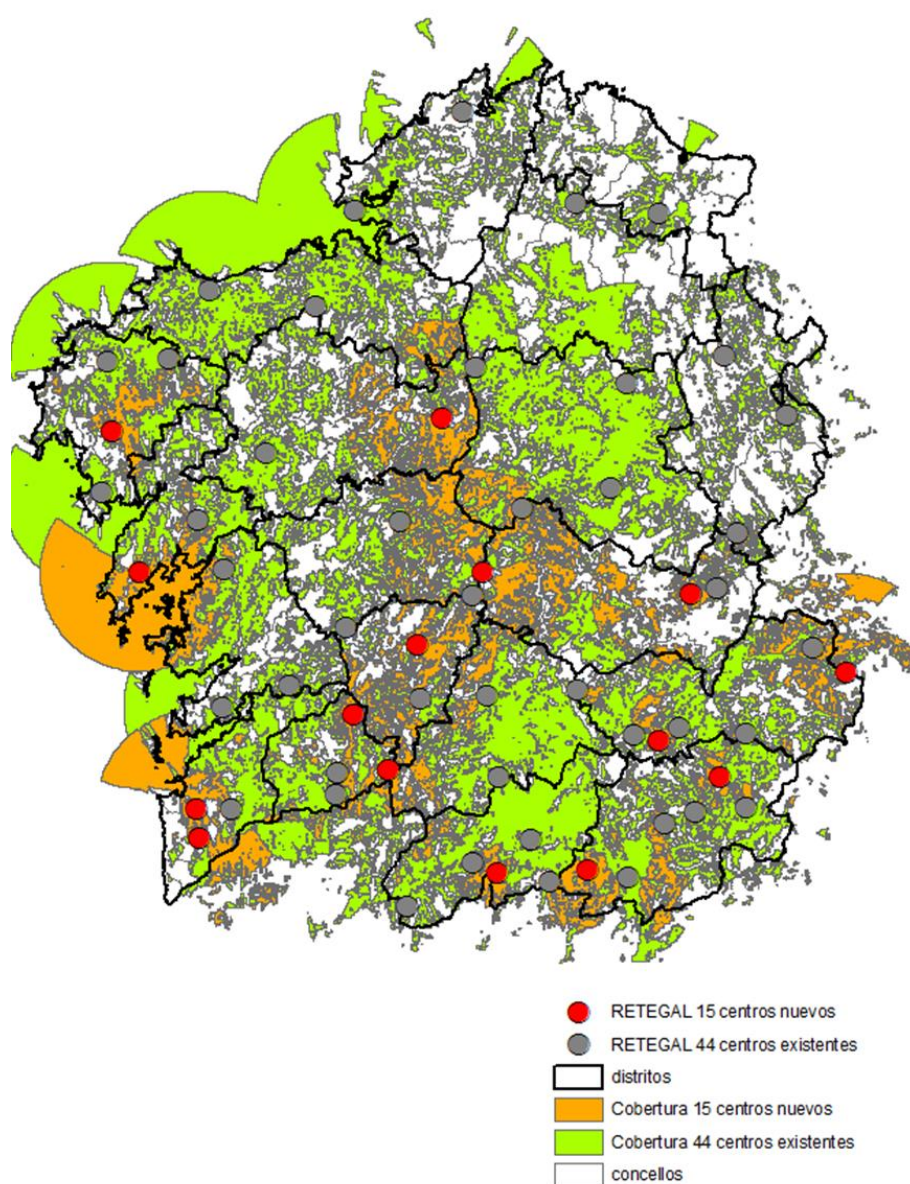 RETEGAL 15 centros nuevos
RETEGAL 44 centros existentes
distritos
Cobertura 15 centros nuevos
Cobertura 44 centros existentes
concellos